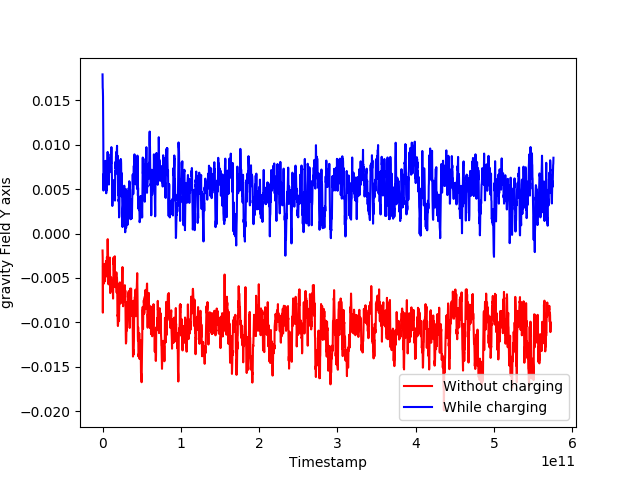 0.015
0.010
0.005
0.000
−0.005
−0.010
−0.015
−0.020
gravity Field Y axis
Without charging
While charging
0 1 2 3 4 5 6
Timestamp
1e11